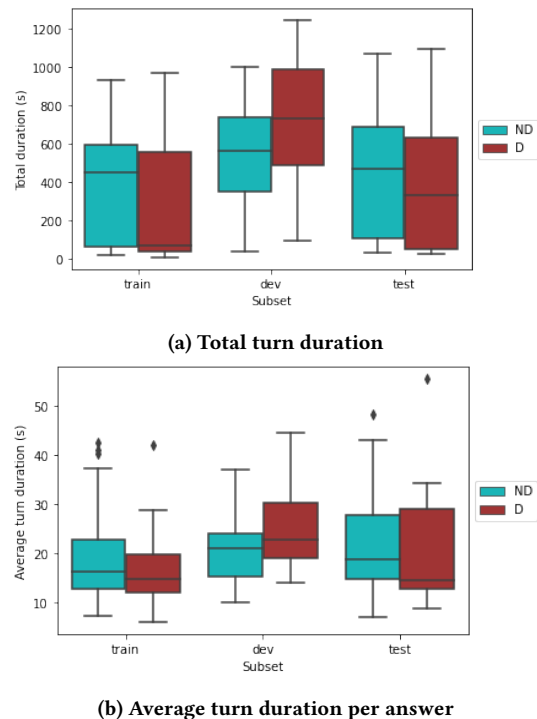 1200
1000
800
600
400
200
0
Total duration (s)
train
dev
test
Subset
ND
D
(a) Total turn duration
50
40
30
20
10
Average turn duration (s)
train
dev
test
Subset
ND
D
(b) Average turn duration per answer